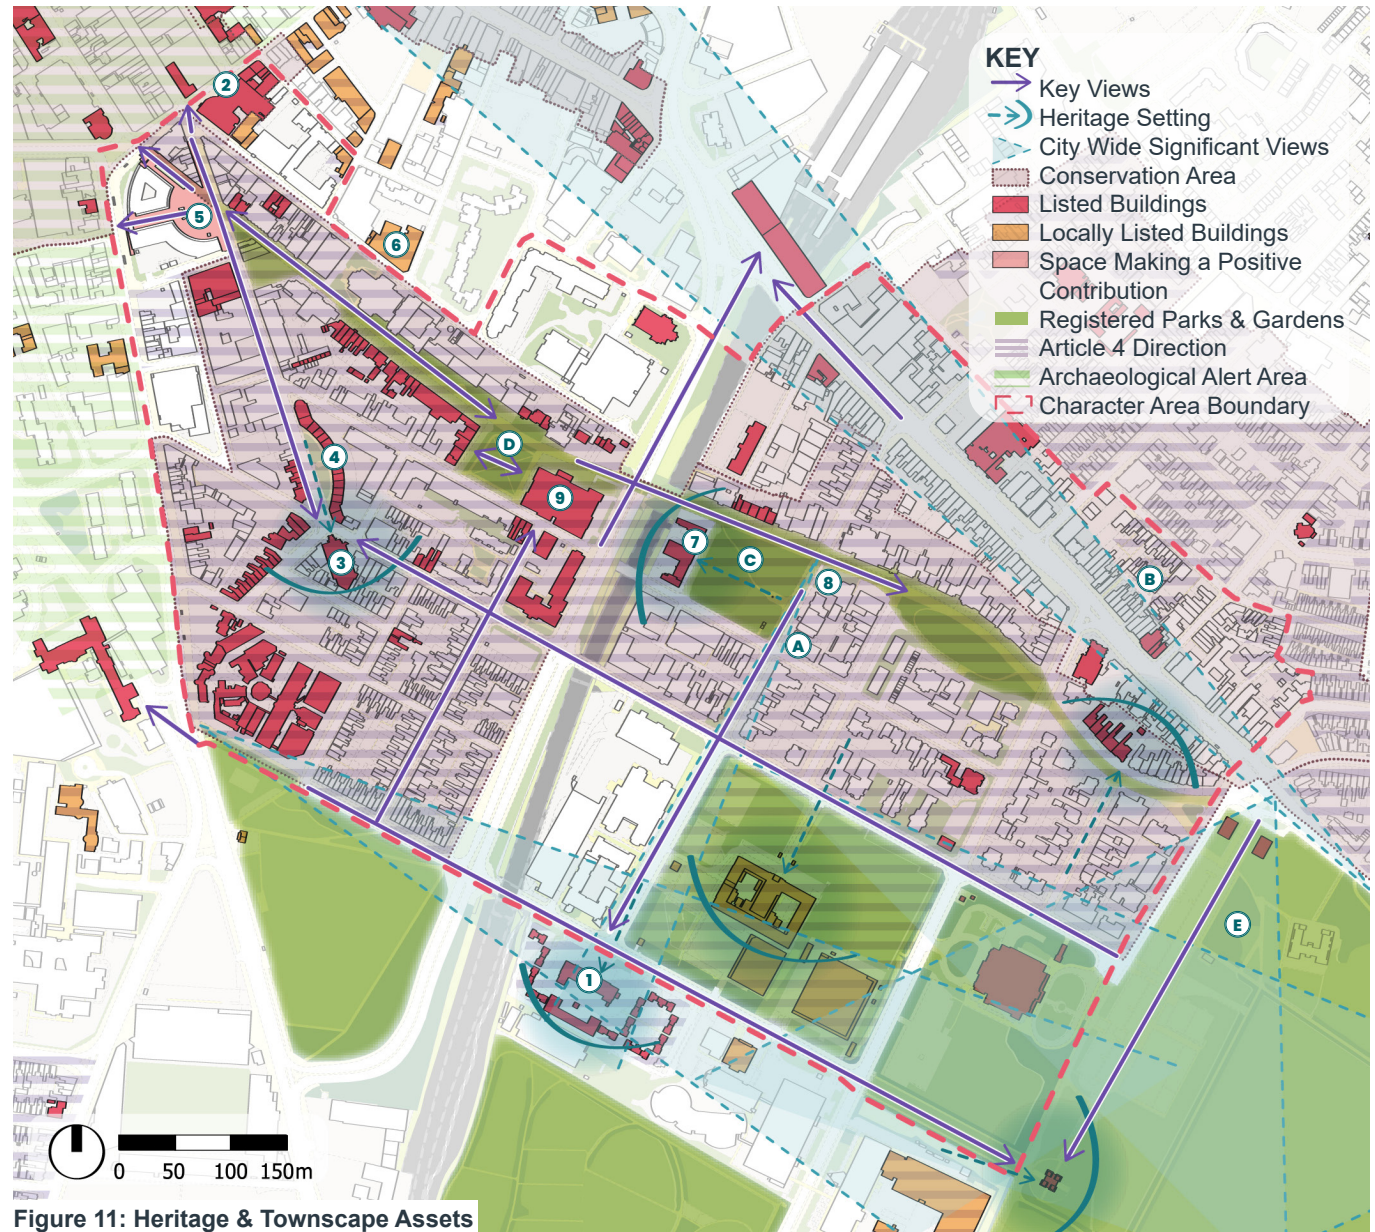 KEY
Key Views
Heritage Setting
City Wide Significant Views
Conservation Area
Listed Buildings
Locally Listed Buildings
Space Making a Positive
Contribution
Registered Parks & Gardens
Article 4 Direction
Archaeological Alert Area
Character Area Boundary
2
5
6
4
D
9
3
7
C
8
B
A
E
1
0 50 100 150m
Figure 11: Heritage & Townscape Assets